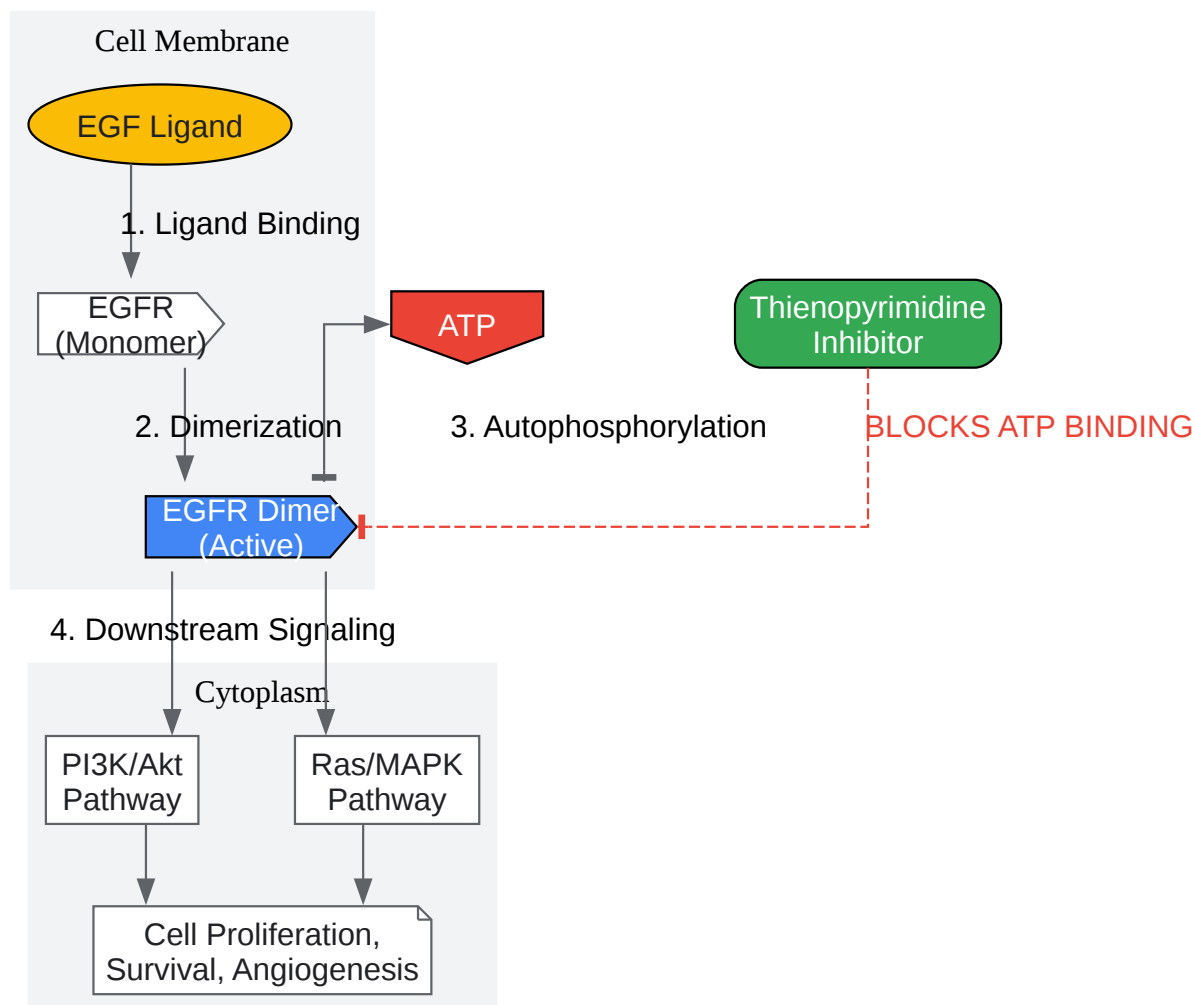 Cell Membrane
EGF Ligand
1. Ligand Binding
EGFR
(Monomer)
ATP
Thienopyrimidine
Inhibitor
2. Dimerization
3. Autophosphorylation
BLOCKS ATP BINDING
EGFR Dimer
(Active)
4. Downstream Signaling
Cytoplasm
PI3K/Akt
Pathway
Ras/MAPK
Pathway
Cell Proliferation,
Survival, Angiogenesis